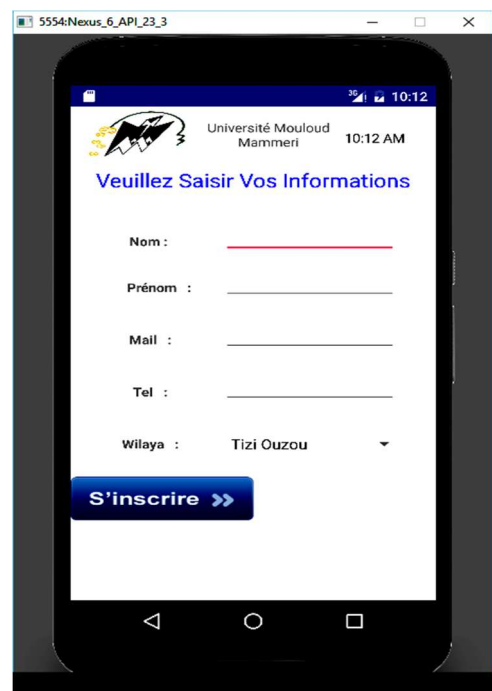 5554:Nexus_6_API_23_3
3G 10:12
Université Mouloud
Mammeri
10:12 AM
Veuillez Saisir Vos Informations
Nom :
Prénom :
Mail :
Tel :
Wilaya : Tizi Ouzou
S'inscrire »